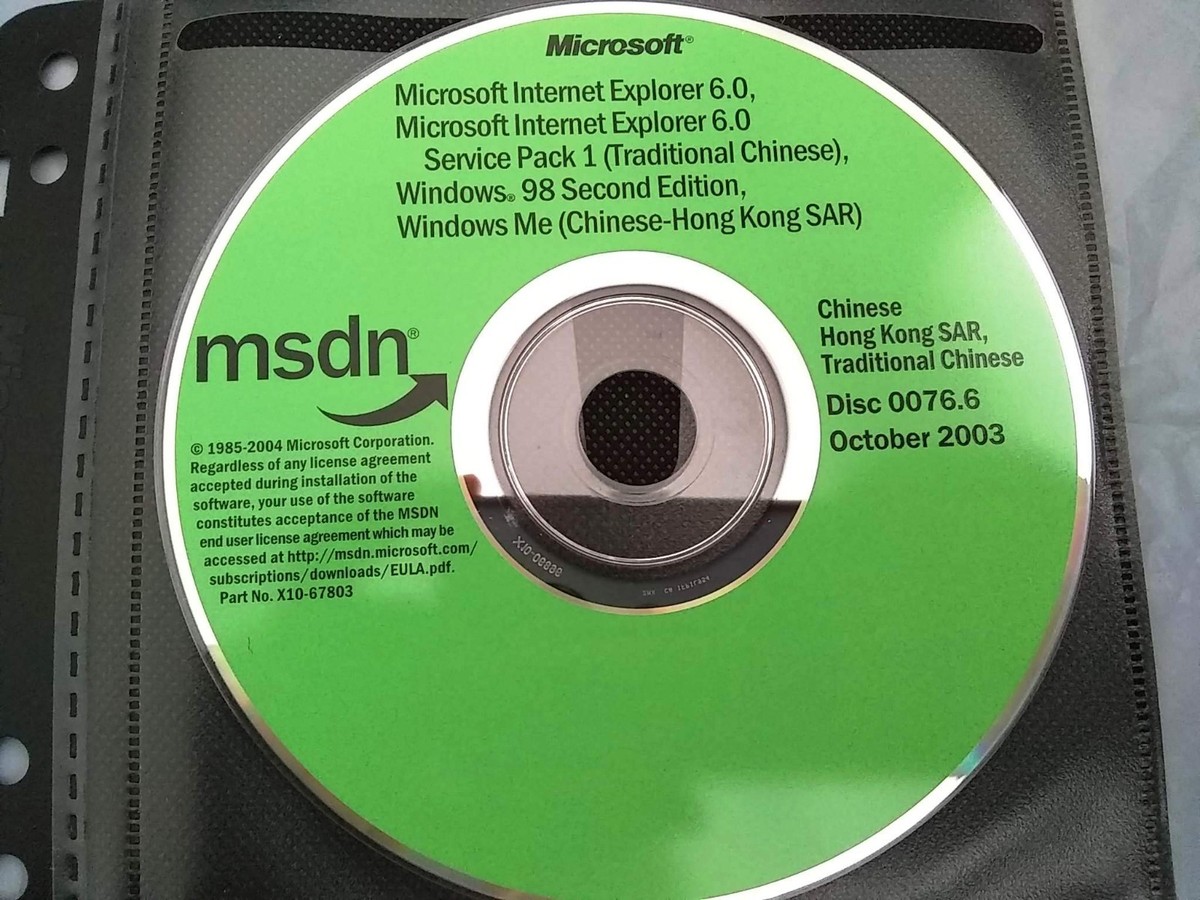 Microsoft®
Microsoft Internet Explorer 6.0,
Microsoft Internet Explorer 6.0
Service Pack 1 (Traditional Chinese),
Windows® 98 Second Edition,
Windows Me (Chinese-Hong Kong SAR)
msdn®
Chinese
Hong Kong SAR,
Traditional Chinese
Disc 0076.6
October 2003
© 1985-2004 Microsoft Corporation.
Regardless of any license agreement
accepted during installation of the
software, your use of the software
constitutes acceptance of the MSDN
end user license agreement which may be
accessed at http://msdn.microsoft.com/
subscriptions/downloads/EULA.pdf.
Part No. X10-67803